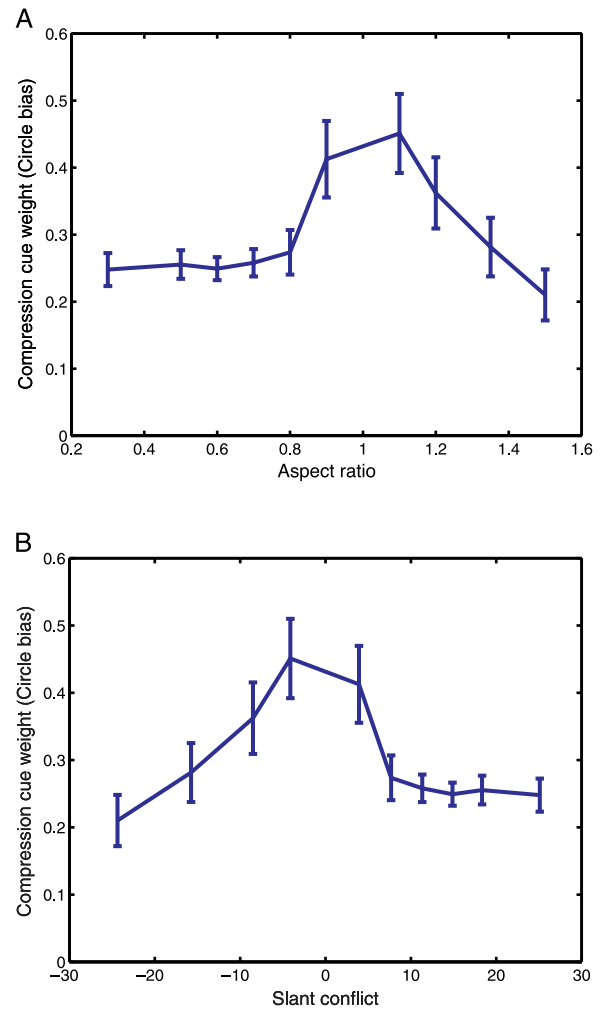 A
Compression cue weight (Circle bias)
0.6
0.5
0.4
0.3
0.2
0.1
0
0.2 0.4 0.6 0.8 1 1.2 1.4 1.6
Aspect ratio
B
Compression cue weight (Circle bias)
0.6
0.5
0.4
0.3
0.2
0.1
0
−30 −20 −10 0 10 20 30
Slant conflict